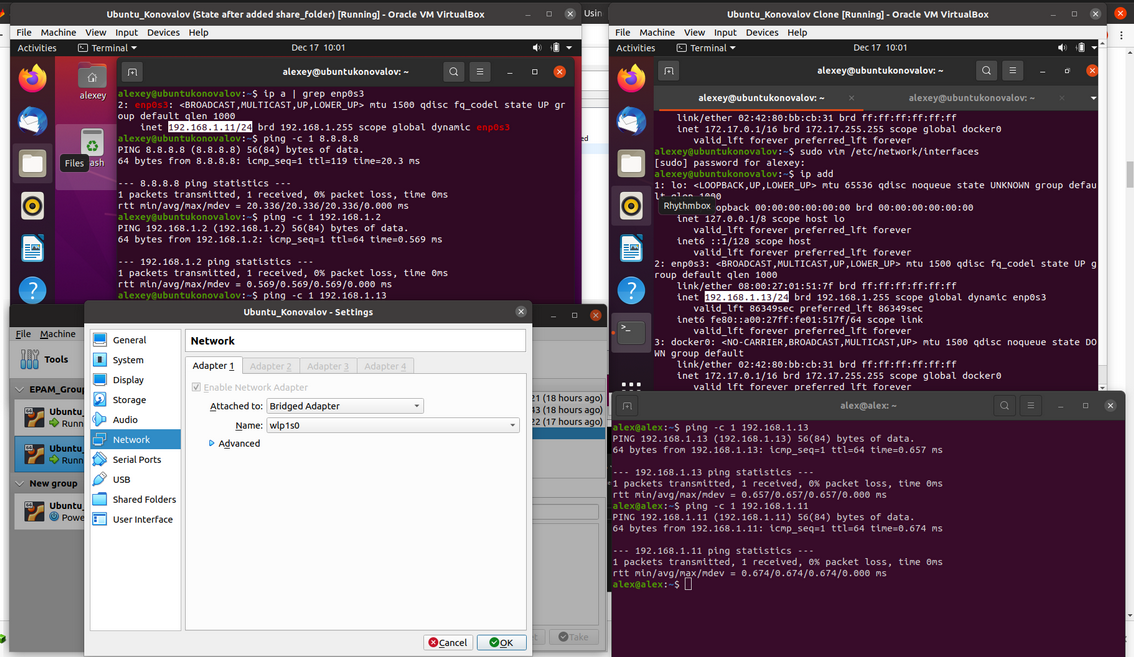 Ubuntu_Konovalov (State after added share_folder) [Running] - Oracle VM VirtualBox
File Machine View Input Devices Help
Activities Terminal Dec 17 10:01
alexey@ubuntukonovalov: ~
alexey
Files
ash
alexey@ubuntukonovalov:~$ ip a | grep enp0s3
2: enp0s3: <BROADCAST,MULTICAST,UP,LOWER_UP> mtu 1500 qdisc fq_codel state UP gr
oup default qlen 1000
inet 192.168.1.11/24 brd 192.168.1.255 scope global dynamic enp0s3
alexey@ubuntukonovalov:~$ ping -c 1 8.8.8.8
PING 8.8.8.8 (8.8.8.8) 56(84) bytes of data.
64 bytes from 8.8.8.8: icmp_seq=1 ttl=119 time=20.3 ms
--- 8.8.8.8 ping statistics ---
1 packets transmitted, 1 received, 0% packet loss, time 0ms
rtt min/avg/max/mdev = 20.336/20.336/20.336/0.000 ms
alexey@ubuntukonovalov:~$ ping -c 1 192.168.1.2
PING 192.168.1.2 (192.168.1.2) 56(84) bytes of data.
64 bytes from 192.168.1.2: icmp_seq=1 ttl=64 time=0.569 ms
--- 192.168.1.2 ping statistics ---
1 packets transmitted, 1 received, 0% packet loss, time 0ms
rtt min/avg/max/mdev = 0.569/0.569/0.569/0.000 ms
alexey@ubuntukonovalov:~$ ping -c 1 192.168.1.13
Usin
Ubuntu_Konovalov Clone [Running] - Oracle VM VirtualBox
File Machine View Input Devices Help
Activities Terminal Dec 17 10:01
alexey@ubuntukonovalov: ~
alexey@ubuntukonovalov: ~ × alexey@ubuntukonovalov: ~ ×
Rhythmbox
link/ether 02:42:80:bb:cb:31 brd ff:ff:ff:ff:ff:ff
inet 172.17.0.1/16 brd 172.17.255.255 scope global docker0
valid_lft forever preferred_lft forever
alexey@ubuntukonovalov:~$ sudo vim /etc/network/interfaces
[sudo] password for alexey:
alexey@ubuntukonovalov:~$ ip add
1: lo: <LOOPBACK,UP,LOWER_UP> mtu 65536 qdisc noqueue state UNKNOWN group defau
1000
opback 00:00:00:00:00:00 brd 00:00:00:00:00:00
inet 127.0.0.1/8 scope host lo
valid_lft forever preferred_lft forever
inet6 ::1/128 scope host
valid_lft forever preferred_lft forever
2: enp0s3: <BROADCAST,MULTICAST,UP,LOWER_UP> mtu 1500 qdisc fq_codel state UP g
roup default qlen 1000
link/ether 08:00:27:01:51:7f brd ff:ff:ff:ff:ff:ff
inet 192.168.1.13/24 brd 192.168.1.255 scope global dynamic enp0s3
valid_lft 86349sec preferred_lft 86349sec
inet6 fe80::a00:27ff:fe01:517f/64 scope link
valid_lft forever preferred_lft forever
3: docker0: <NO-CARRIER,BROADCAST,MULTICAST,UP> mtu 1500 qdisc noqueue state DO
WN group default
link/ether 02:42:80:bb:cb:31 brd ff:ff:ff:ff:ff:ff
inet 172.17.0.1/16 brd 172.17.255.255 scope global docker0
valid_lft forever preferred_lft forever
File Machine
Tools
EPAM_Group
Ubuntu_
Runn
Ubuntu_
Runn
New group
Ubuntu_
Powe
21 (18 hours ago)
43 (18 hours ago)
22 (17 hours ago)
Take
Ubuntu_Konovalov - Settings
General
System
Display
Storage
Audio
Network
Serial Ports
USB
Shared Folders
User Interface
Network
Adapter 1 Adapter 2 Adapter 3 Adapter 4
Enable Network Adapter
Attached to: Bridged Adapter
Name: wlp1s0
Advanced
Cancel OK
alex@alex: ~
alex@alex:~$ ping -c 1 192.168.1.13
PING 192.168.1.13 (192.168.1.13) 56(84) bytes of data.
64 bytes from 192.168.1.13: icmp_seq=1 ttl=64 time=0.657 ms
--- 192.168.1.13 ping statistics ---
1 packets transmitted, 1 received, 0% packet loss, time 0ms
rtt min/avg/max/mdev = 0.657/0.657/0.657/0.000 ms
alex@alex:~$ ping -c 1 192.168.1.11
PING 192.168.1.11 (192.168.1.11) 56(84) bytes of data.
64 bytes from 192.168.1.11: icmp_seq=1 ttl=64 time=0.674 ms
--- 192.168.1.11 ping statistics ---
1 packets transmitted, 1 received, 0% packet loss, time 0ms
rtt min/avg/max/mdev = 0.674/0.674/0.674/0.000 ms
alex@alex:~$